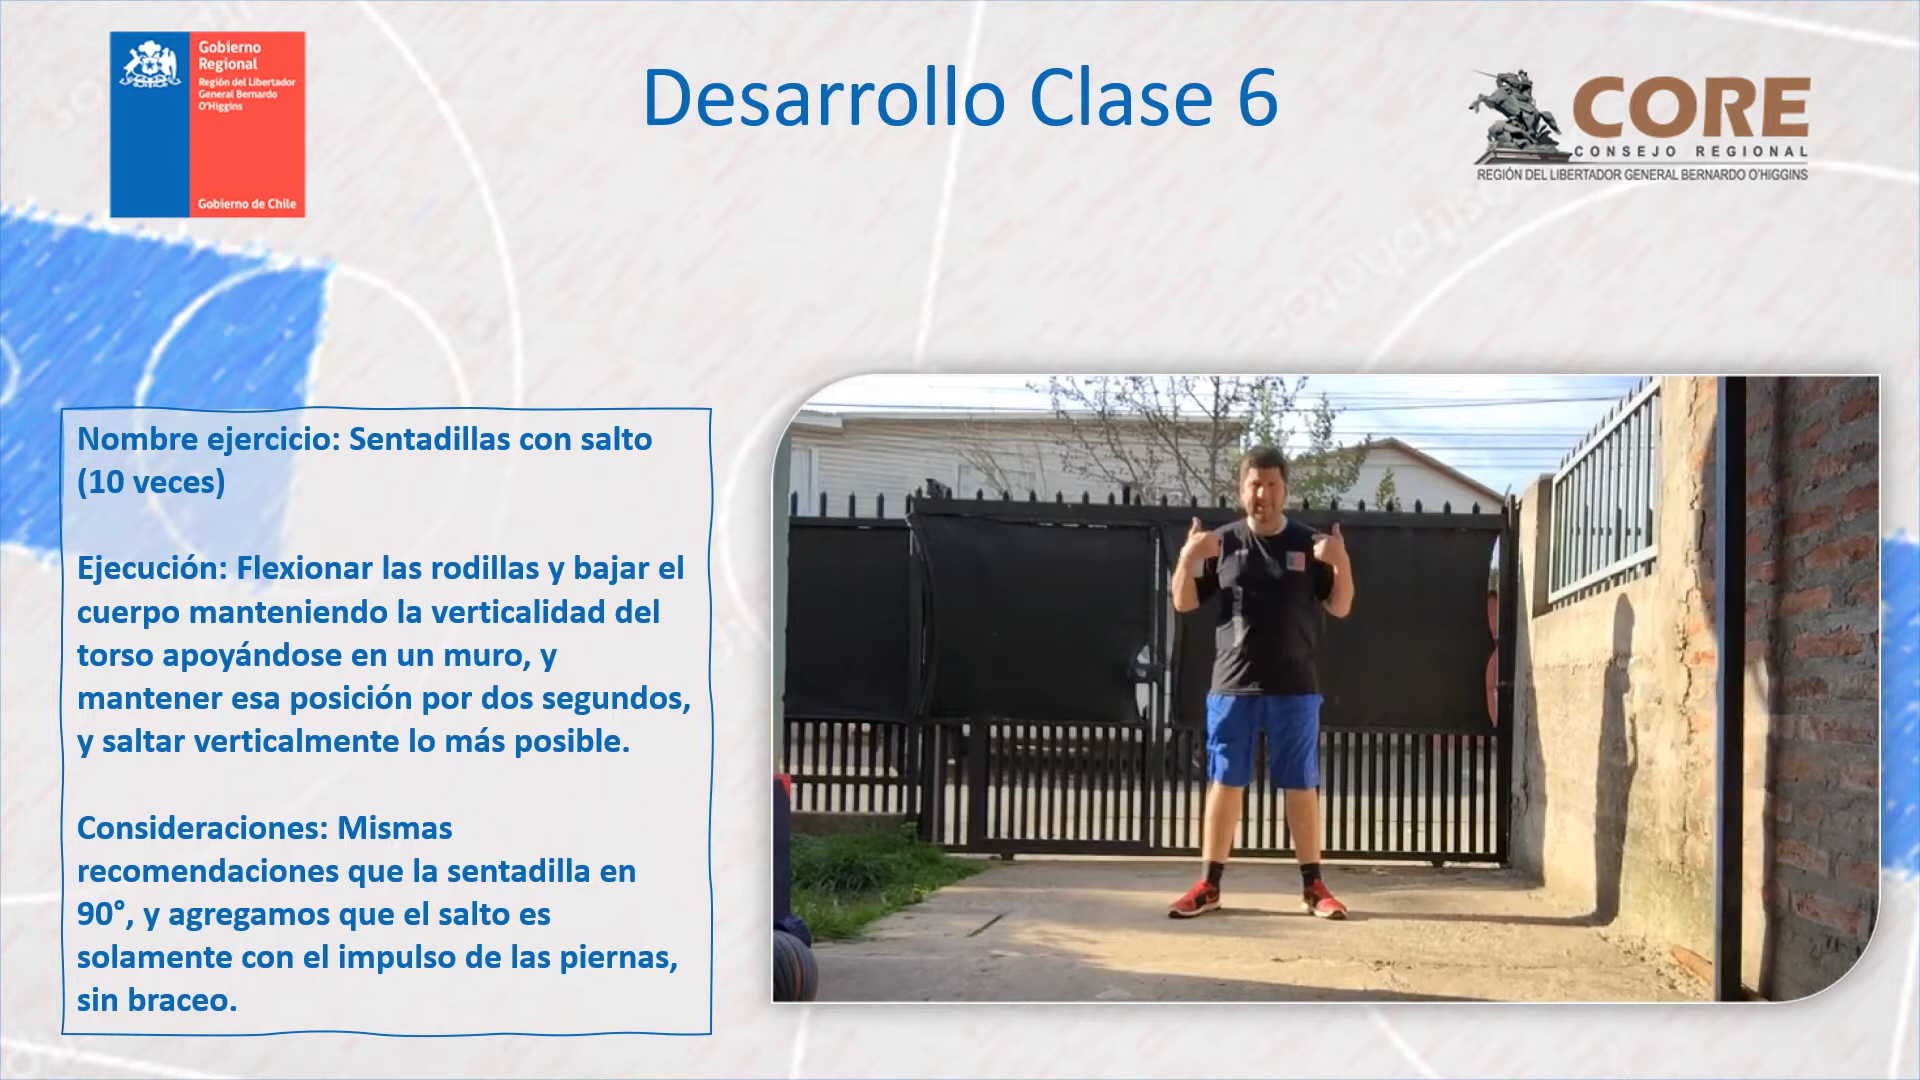 Gobierno
Regional
Región del Libertador
General Bernardo
O'Higgins
Gobierno de Chile
Desarrollo Clase 6
CORE
CONSEJO REGIONAL
REGIÓN DEL LIBERTADOR GENERAL BERNARDO O'HIGGINS
Nombre ejercicio: Sentadillas con salto
(10 veces)
Ejecución: Flexionar las rodillas y bajar el
cuerpo manteniendo la verticalidad del
torso apoyándose en un muro, y
mantener esa posición por dos segundos,
y saltar verticalmente lo más posible.
Consideraciones: Mismas
recomendaciones que la sentadilla en
90°, y agregamos que el salto es
solamente con el impulso de las piernas,
sin braceo.